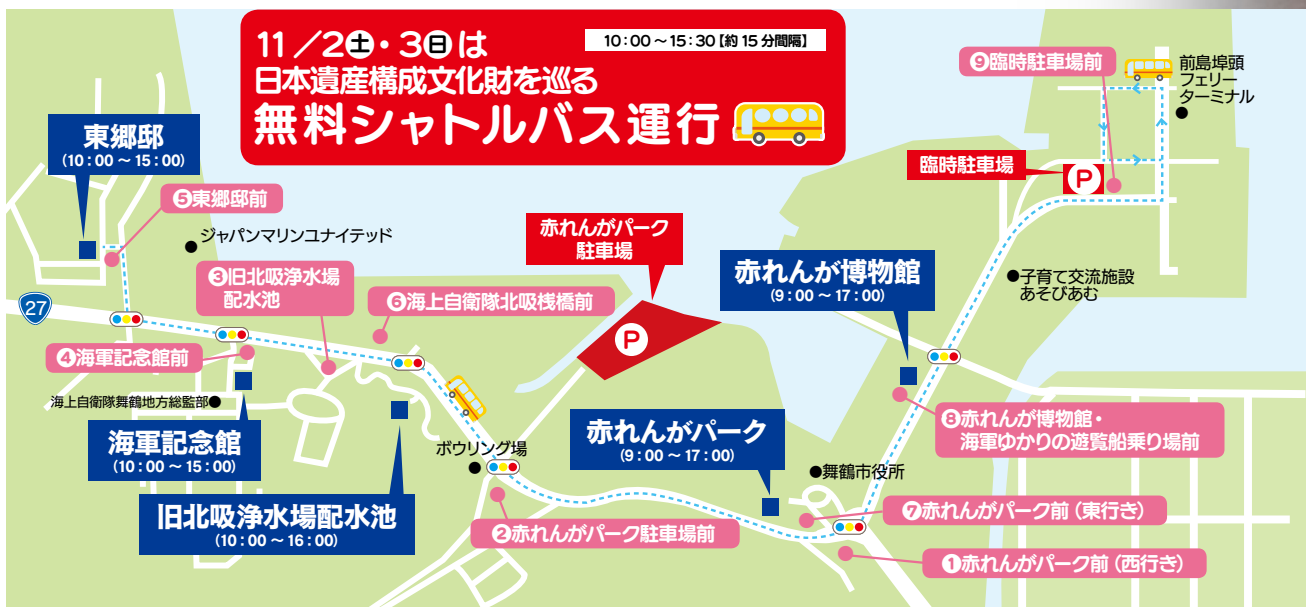 11／2土・3日は
10：00～15：30【約15分間隔】
日本遺産構成文化財を巡る
無料シャトルバス運行
東郷邸
(10：00～15：00)
❺東郷邸前
ジャパンマリンユナイテッド
❸旧北吸浄水場
配水池
❻海上自衛隊北吸桟橋前
27
❹海軍記念館前
海上自衛隊舞鶴地方総監部
海軍記念館
(10：00～15：00)
旧北吸浄水場配水池
(10：00～16：00)
赤れんがパーク
駐車場
P
ボウリング場
❷赤れんがパーク駐車場前
赤れんがパーク
(9：00～17：00)
赤れんが博物館
(9：00～17：00)
❾臨時駐車場前
前島埠頭
フェリー
ターミナル
臨時駐車場
P
子育て交流施設
あそびあむ
❽赤れんが博物館・
海軍ゆかりの遊覧船乗り場前
舞鶴市役所
❼赤れんがパーク前（東行き）
❶赤れんがパーク前（西行き）